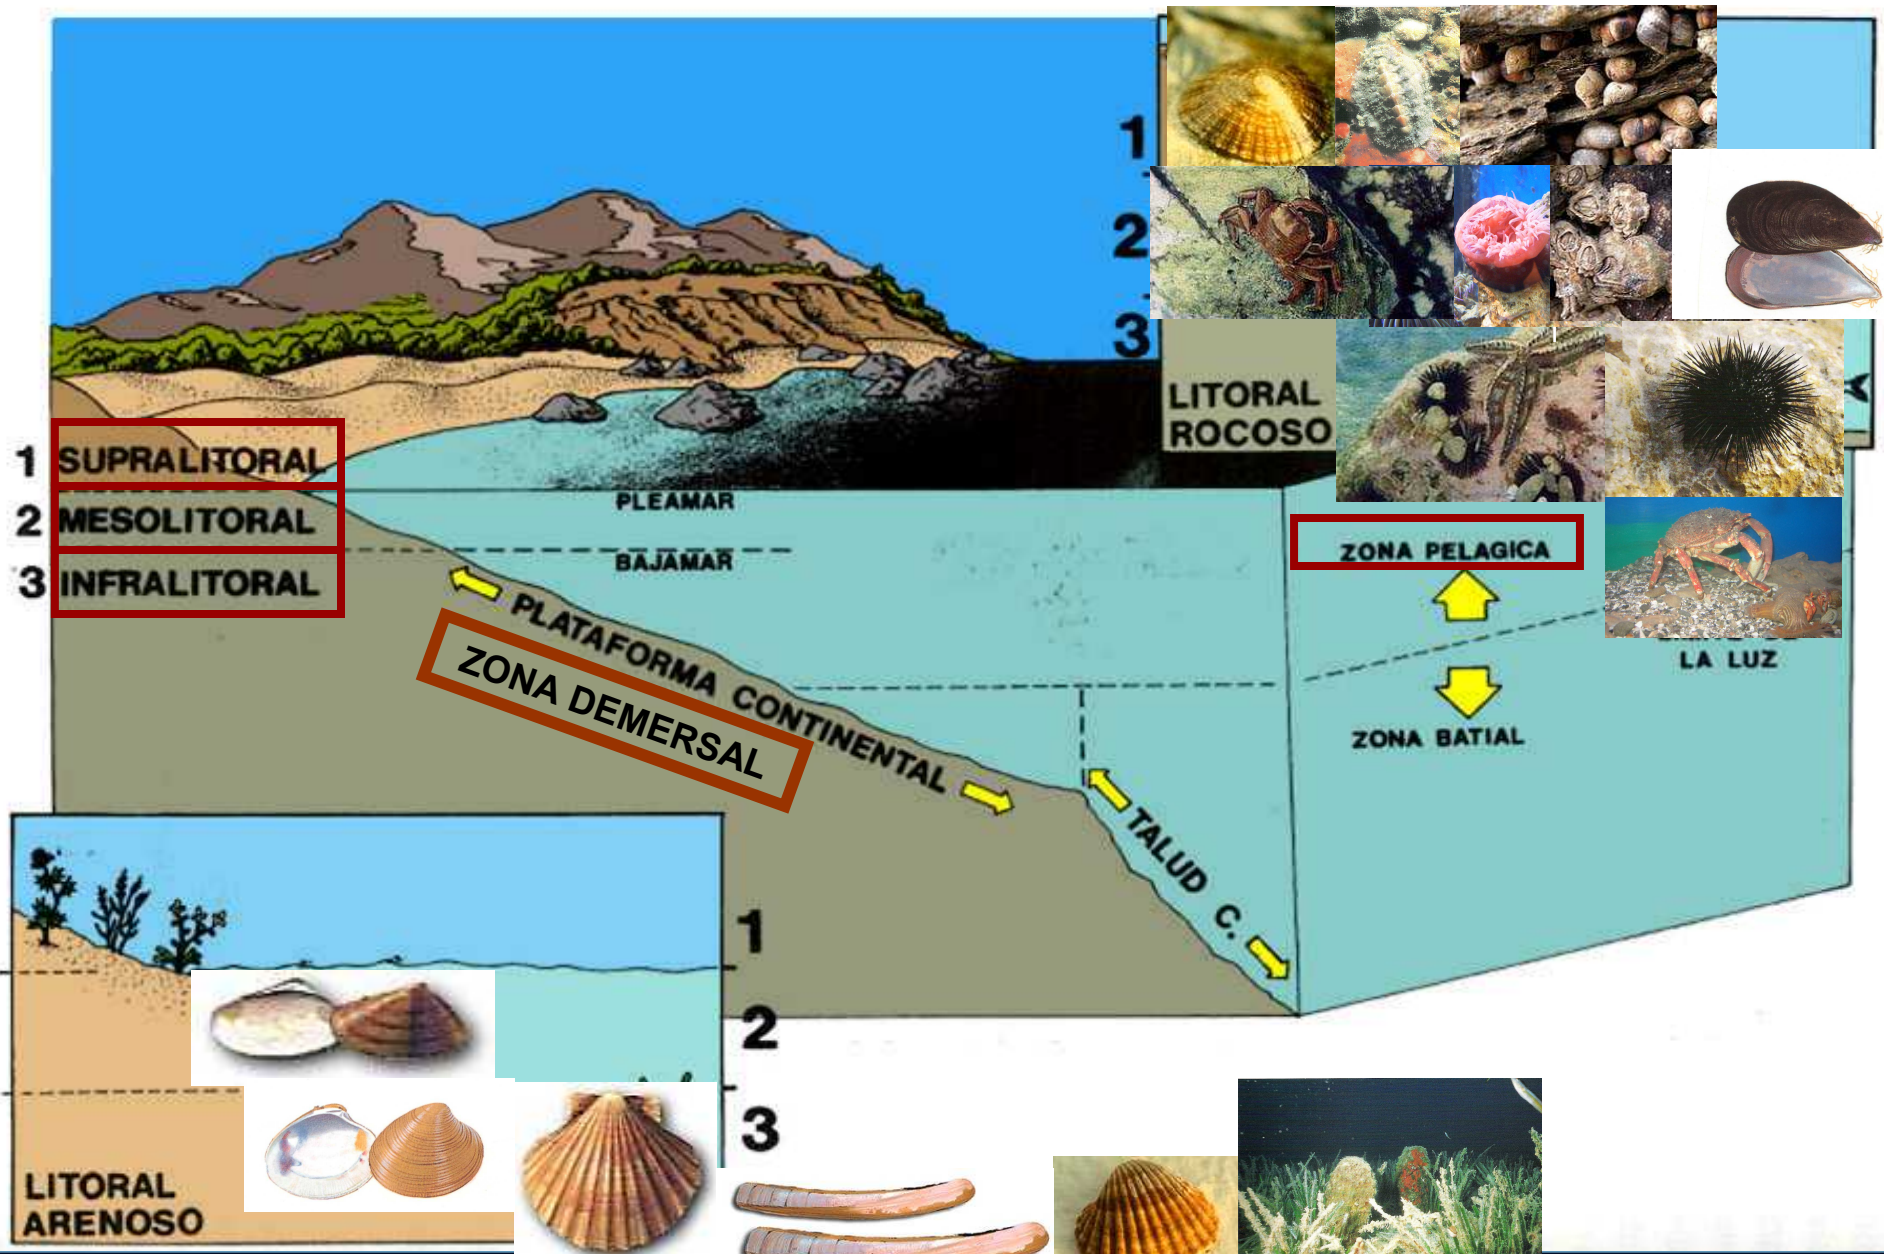 1
2
3
LITORAL
ROCOSO
1 SUPRALITORAL
2 MESOLITORAL
3 INFRALITORAL
PLEAMAR
BAJAMAR
ZONA PELAGICA
LA LUZ
ZONA BATIAL
PLATAFORMA CONTINENTAL
ZONA DEMERSAL
TALUD C.
1
2
3
LITORAL
ARENOSO